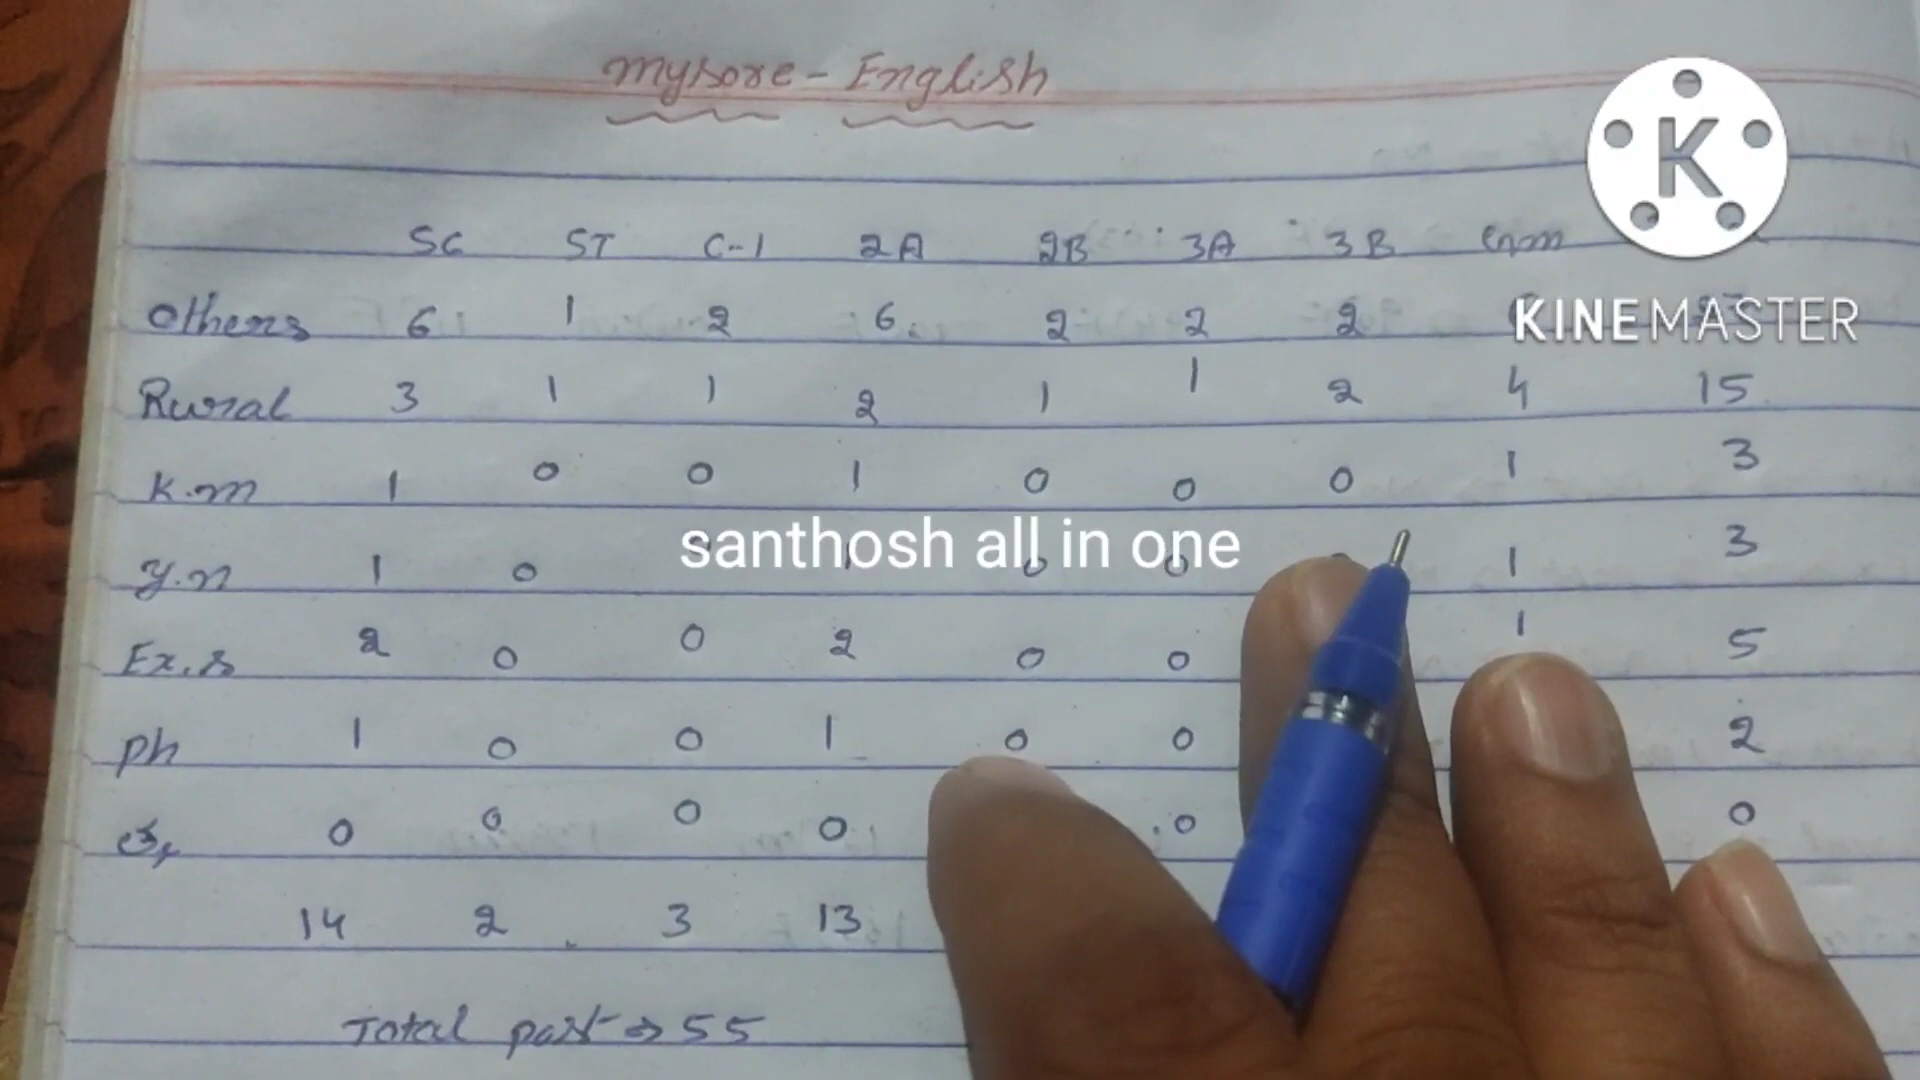 Mysore - English
SC ST C-1 2A 2B 3A 3B Gm
Others 6 1 2 6 2 2 2
KINEMASTER
Rural 3 1 1 2 1 1 2 4 15
K.m 1 0 0 1 0 0 0 1 3
santhosh all in one
Y.n 1 0 1 0 0 1 3
Ex.s 2 0 0 2 0 0 1 5
ph 1 0 0 1 0 0 2
0 0 0 0 0 0
14 2 3 13
Total post ⇒ 55